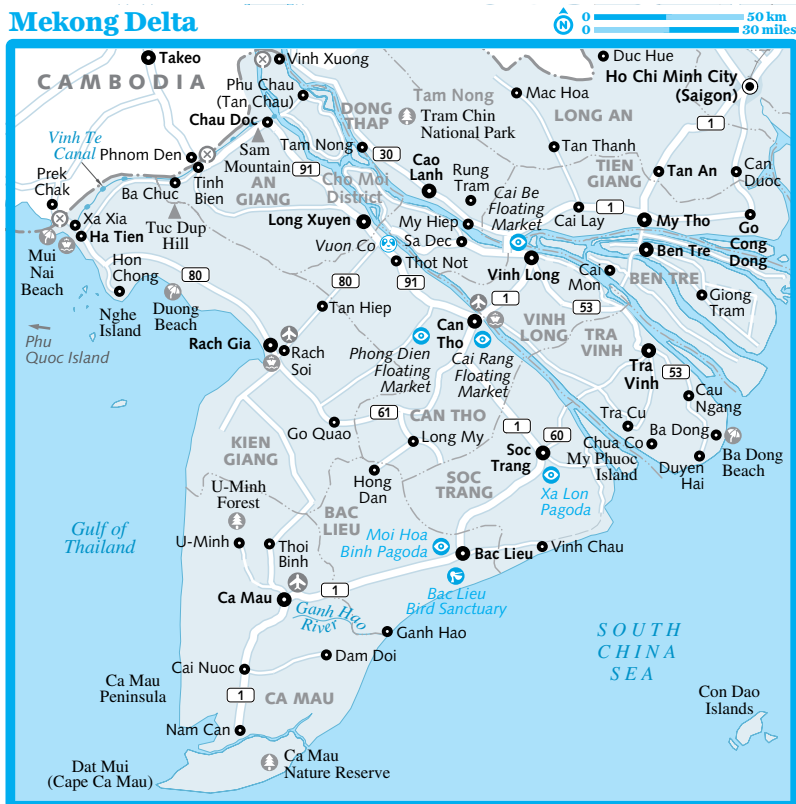 Mekong Delta
N
0 50 km
0 30 miles
Takeo
Vinh Xuong
Duc Hue
CAMBODIA
Phu Chau
(Tan Chau)
Tam Nong
Mac Hoa
Ho Chi Minh City
(Saigon)
DONG
THAP
LONG AN
Chau Doc
Tram Chin
National Park
1
Vinh Te
Canal
Phnom Den
Sam
Mountain
Tam Nong
30
Tan Thanh
91
Prek
Chak
Tinh
Bien
AN
GIANG
Cho Moi
District
Cao
Lanh
Rung
Tram
TIEN
GIANG
Tan An
Can
Duoc
Ba Chuc
Cai Be
Floating
Market
Xa Xia
Ha Tien
Tuc Dup
Hill
Long Xuyen
My Hiep
Cai Lay
1
My Tho
Go
Cong
Dong
Vuon Co
Sa Dec
Mui
Nai
Beach
Hon
Chong
80
Thot Not
Vinh Long
Cai
Mon
Ben Tre
BEN TRE
80
91
Nghe
Island
Duong
Beach
Tan Hiep
1
53
Giong
Tram
Phu
Quoc Island
Can
Tho
VINH
LONG
TRA
VINH
Rach Gia
Rach
Soi
Phong Dien
Floating
Market
Cai Rang
Floating
Market
Tra
Vinh
53
Cau
Ngang
61
CAN THO
Go Quao
1
60
Tra Cu
Ba Dong
KIEN
GIANG
Long My
Soc
Trang
Chua Co
My Phuoc
Island
Ba Dong
Beach
Duyen
Hai
Hong
Dan
SOC
TRANG
U-Minh
Forest
Xa Lon
Pagoda
BAC
LIEU
Gulf of
Thailand
U-Minh
Thoi
Binh
Moi Hoa
Binh Pagoda
Bac Lieu
Vinh Chau
1
Ca Mau
Ganh Hao
River
Bac Lieu
Bird Sanctuary
Ganh Hao
SOUTH
CHINA
SEA
Cai Nuoc
Dam Doi
Ca Mau
Peninsula
1
CA MAU
Con Dao
Islands
Nam Can
Dat Mui
(Cape Ca Mau)
Ca Mau
Nature Reserve